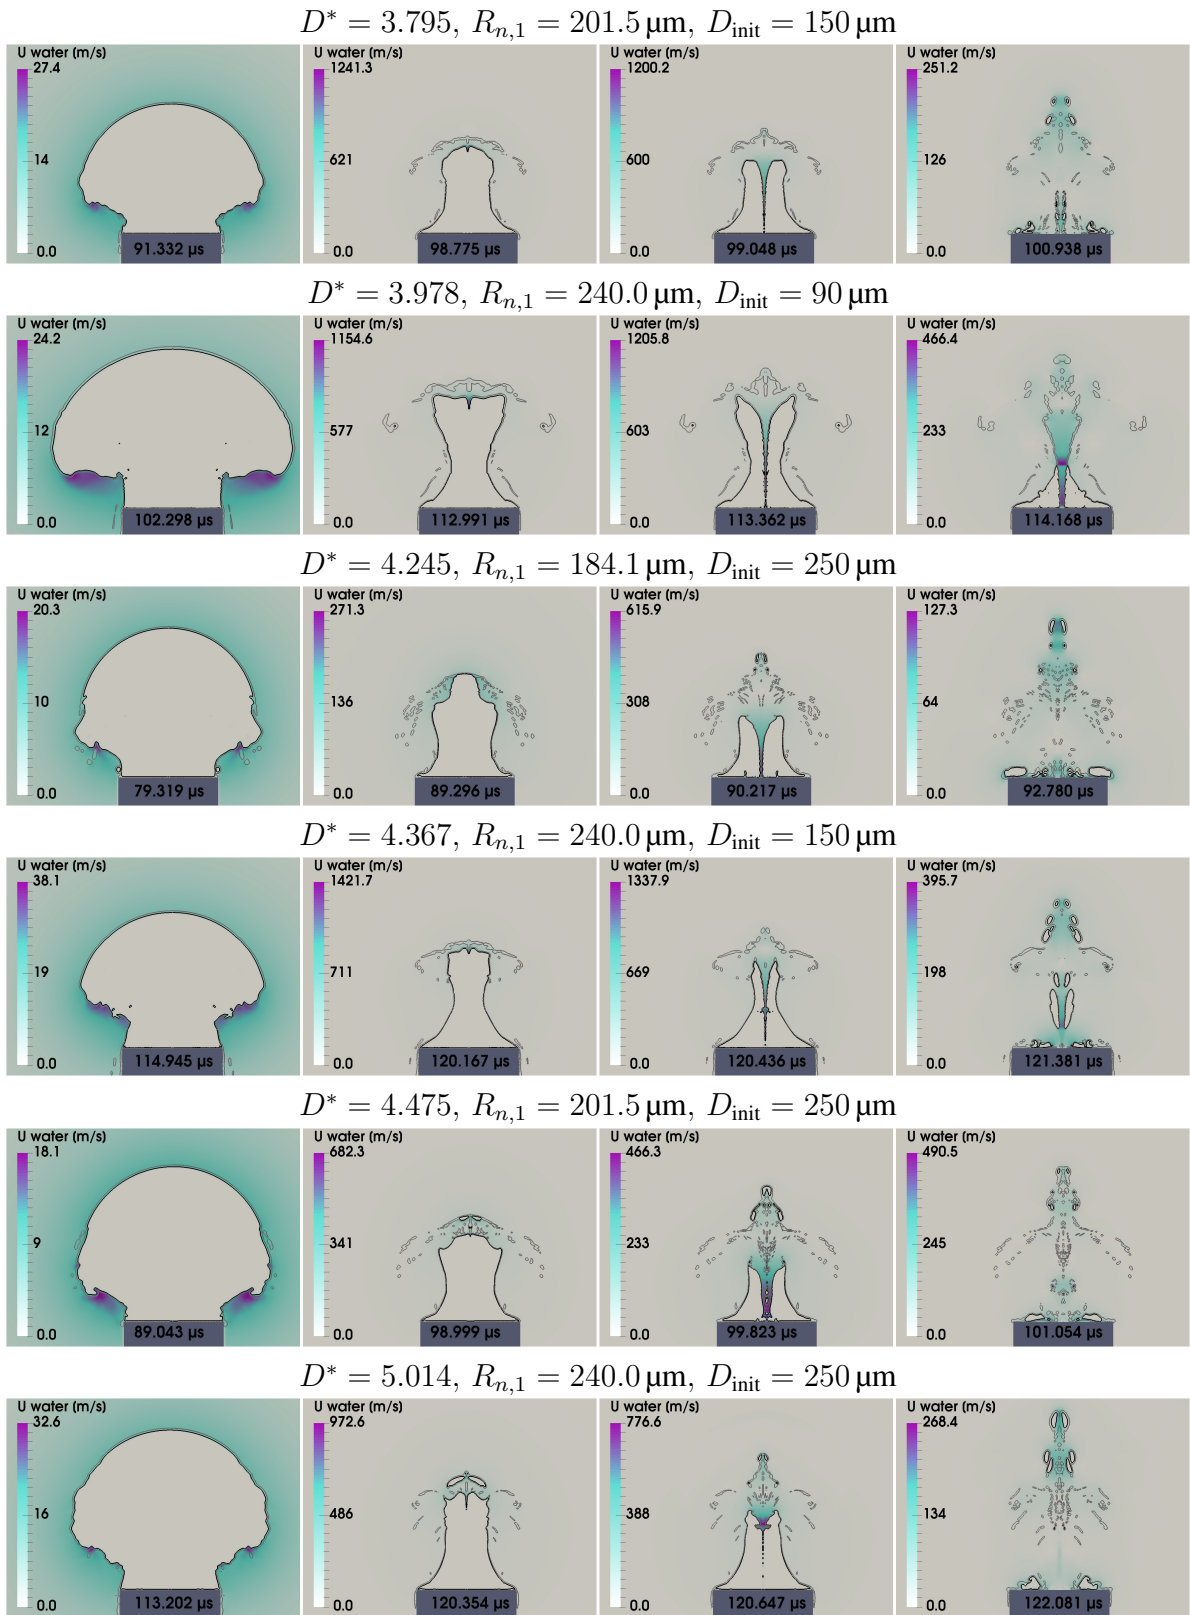 D* = 3.795, Rn,1 = 201.5 µm, Dinit = 150 µm
U water (m/s) U water (m/s) U water (m/s) U water (m/s)
27.4 1241.3 1200.2 251.2
14 621 600 126
0.0 91.332 µs 0.0 98.775 µs 0.0 99.048 µs 0.0 100.938 µs
D* = 3.978, Rn,1 = 240.0 µm, Dinit = 90 µm
U water (m/s) U water (m/s) U water (m/s) U water (m/s)
24.2 1154.6 1205.8 466.4
12 577 603 233
0.0 102.298 µs 0.0 112.991 µs 0.0 113.362 µs 0.0 114.168 µs
D* = 4.245, Rn,1 = 184.1 µm, Dinit = 250 µm
U water (m/s) U water (m/s) U water (m/s) U water (m/s)
20.3 271.3 615.9 127.3
10 136 308 64
0.0 79.319 µs 0.0 89.296 µs 0.0 90.217 µs 0.0 92.780 µs
D* = 4.367, Rn,1 = 240.0 µm, Dinit = 150 µm
U water (m/s) U water (m/s) U water (m/s) U water (m/s)
38.1 1421.7 1337.9 395.7
19 711 669 198
0.0 114.945 µs 0.0 120.167 µs 0.0 120.436 µs 0.0 121.381 µs
D* = 4.475, Rn,1 = 201.5 µm, Dinit = 250 µm
U water (m/s) U water (m/s) U water (m/s) U water (m/s)
18.1 682.3 466.3 490.5
9 341 233 245
0.0 89.043 µs 0.0 98.999 µs 0.0 99.823 µs 0.0 101.054 µs
D* = 5.014, Rn,1 = 240.0 µm, Dinit = 250 µm
U water (m/s) U water (m/s) U water (m/s) U water (m/s)
32.6 972.6 776.6 268.4
16 486 388 134
0.0 113.202 µs 0.0 120.354 µs 0.0 120.647 µs 0.0 122.081 µs